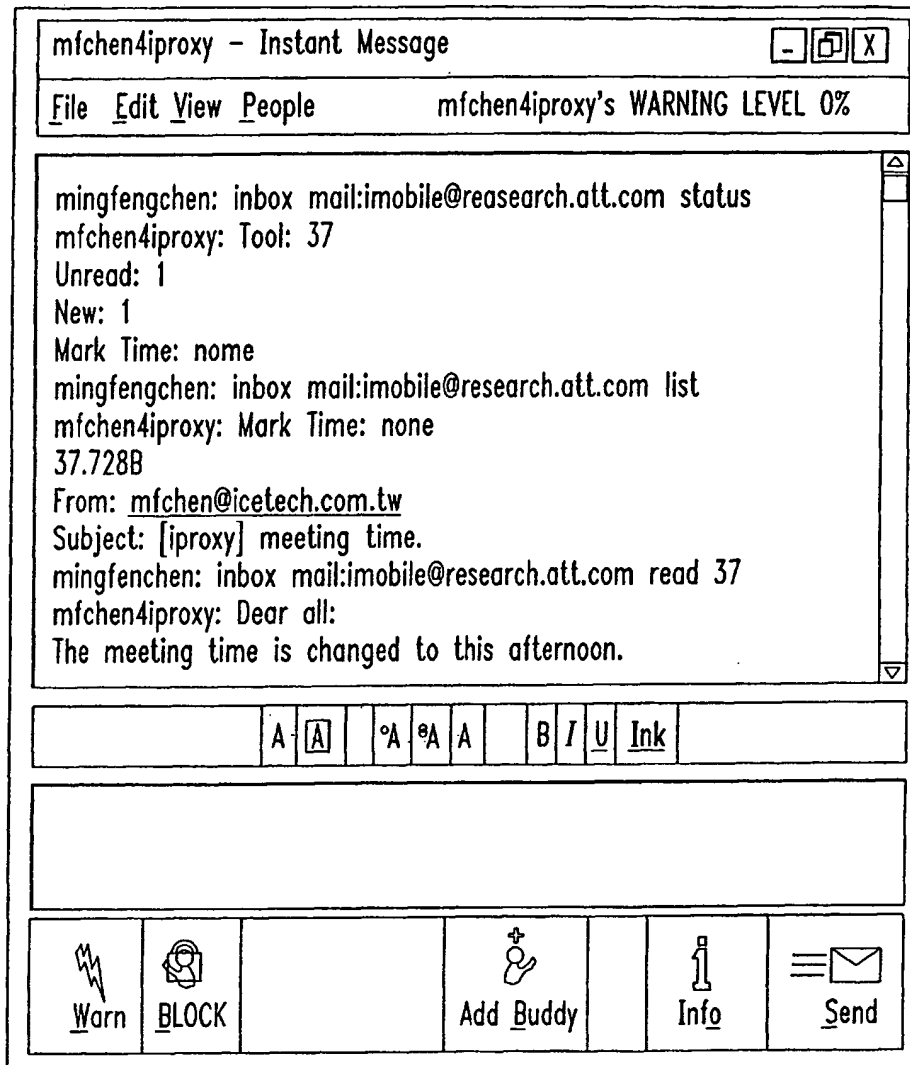 mfchen4iproxy – Instant Message - X
File Edit View People mfchen4iproxy's WARNING LEVEL 0%
mingfengchen: inbox mail:imobile@reasearch.att.com status
mfchen4iproxy: Tool: 37
Unread: 1
New: 1
Mark Time: nome
mingfengchen: inbox mail:imobile@research.att.com list
mfchen4iproxy: Mark Time: none
37.728B
From: mfchen@icetech.com.tw
Subject: [iproxy] meeting time.
mingfenchen: inbox mail:imobile@research.att.com read 37
mfchen4iproxy: Dear all:
The meeting time is changed to this afternoon.
A A °A ᠎A A B I U Ink
Warn BLOCK Add Buddy Info Send